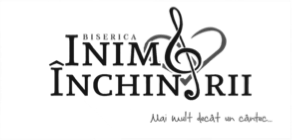 BISERICA
INIMA
ÎNCHINĂRII
Mai mult decât un cântec...